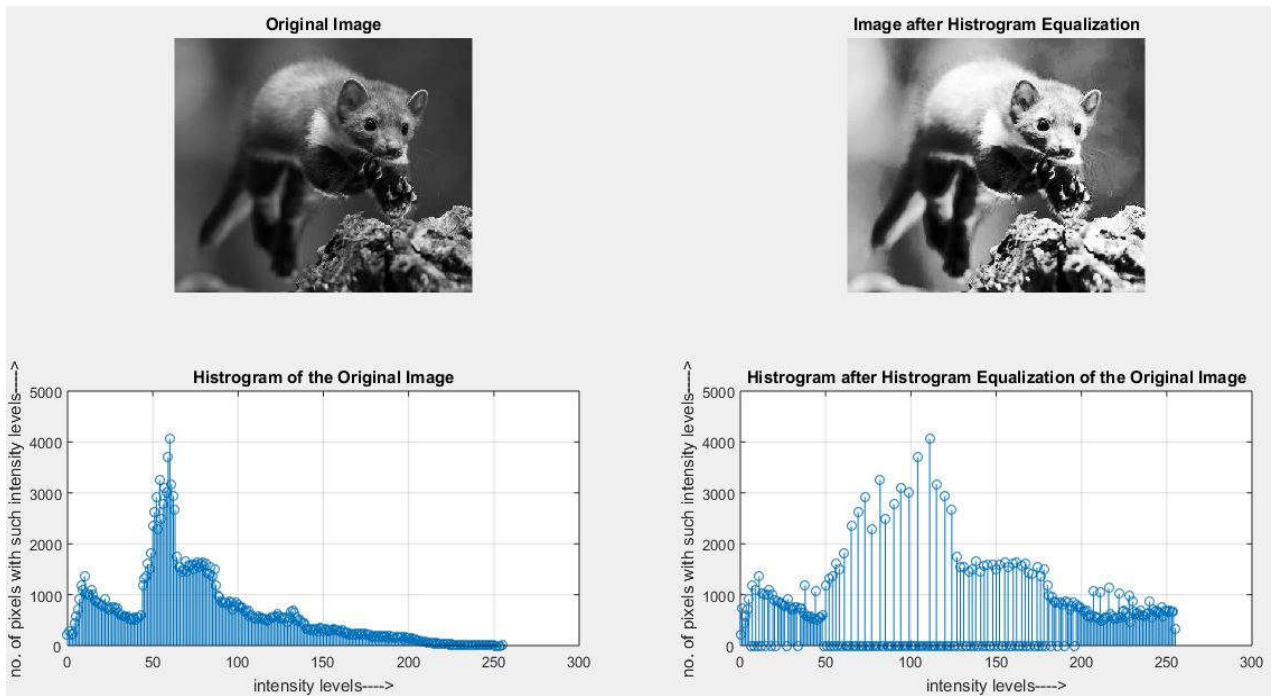 Original Image
Image after Histrogram Equalization
Histrogram of the Original Image
no. of pixels with such intensity levels---->
5000
4000
3000
2000
1000
0
0 50 100 150 200 250 300
intensity levels---->
Histrogram after Histrogram Equalization of the Original Image
no. of pixels with such intensity levels---->
5000
4000
3000
2000
1000
0
0 50 100 150 200 250 300
intensity levels---->